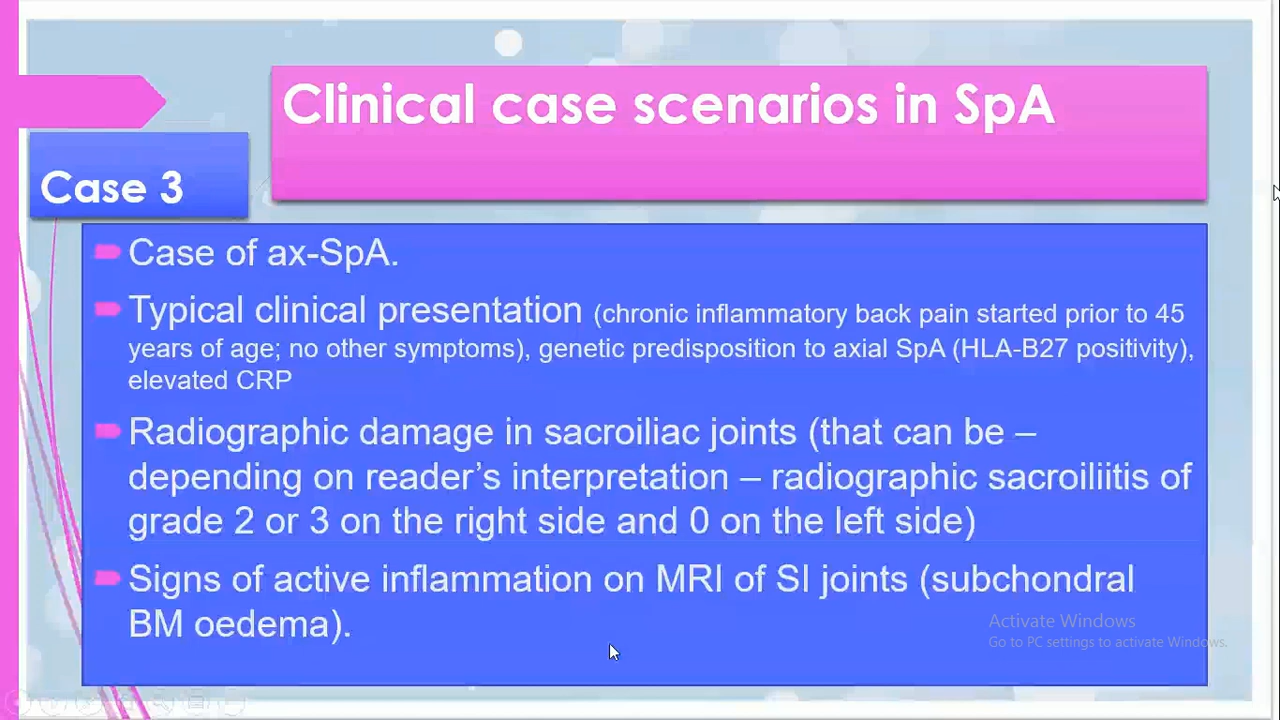 Clinical case scenarios in SpA
Case 3
Case of ax-SpA.
Typical clinical presentation (chronic inflammatory back pain started prior to 45
years of age; no other symptoms), genetic predisposition to axial SpA (HLA-B27 positivity),
elevated CRP
Radiographic damage in sacroiliac joints (that can be –
depending on reader’s interpretation – radiographic sacroiliitis of
grade 2 or 3 on the right side and 0 on the left side)
Signs of active inflammation on MRI of SI joints (subchondral
BM oedema).
Activate Windows
Go to PC settings to activate Windows.